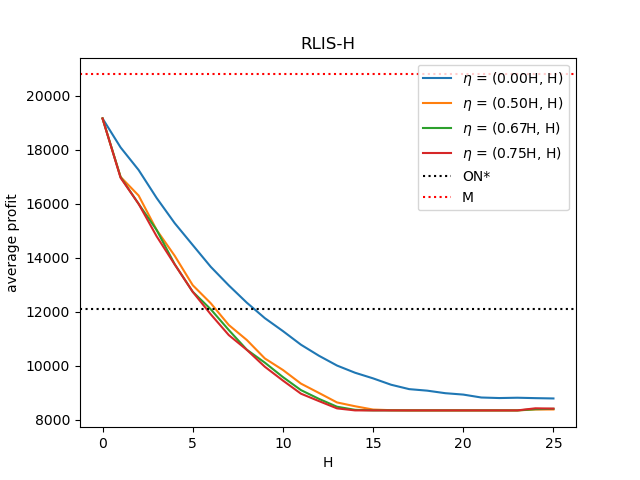 RLIS-H
average profit
20000
18000
16000
14000
12000
10000
8000
η = (0.00H, H)
η = (0.50H, H)
η = (0.67H, H)
η = (0.75H, H)
ON*
M
0 5 10 15 20 25
H